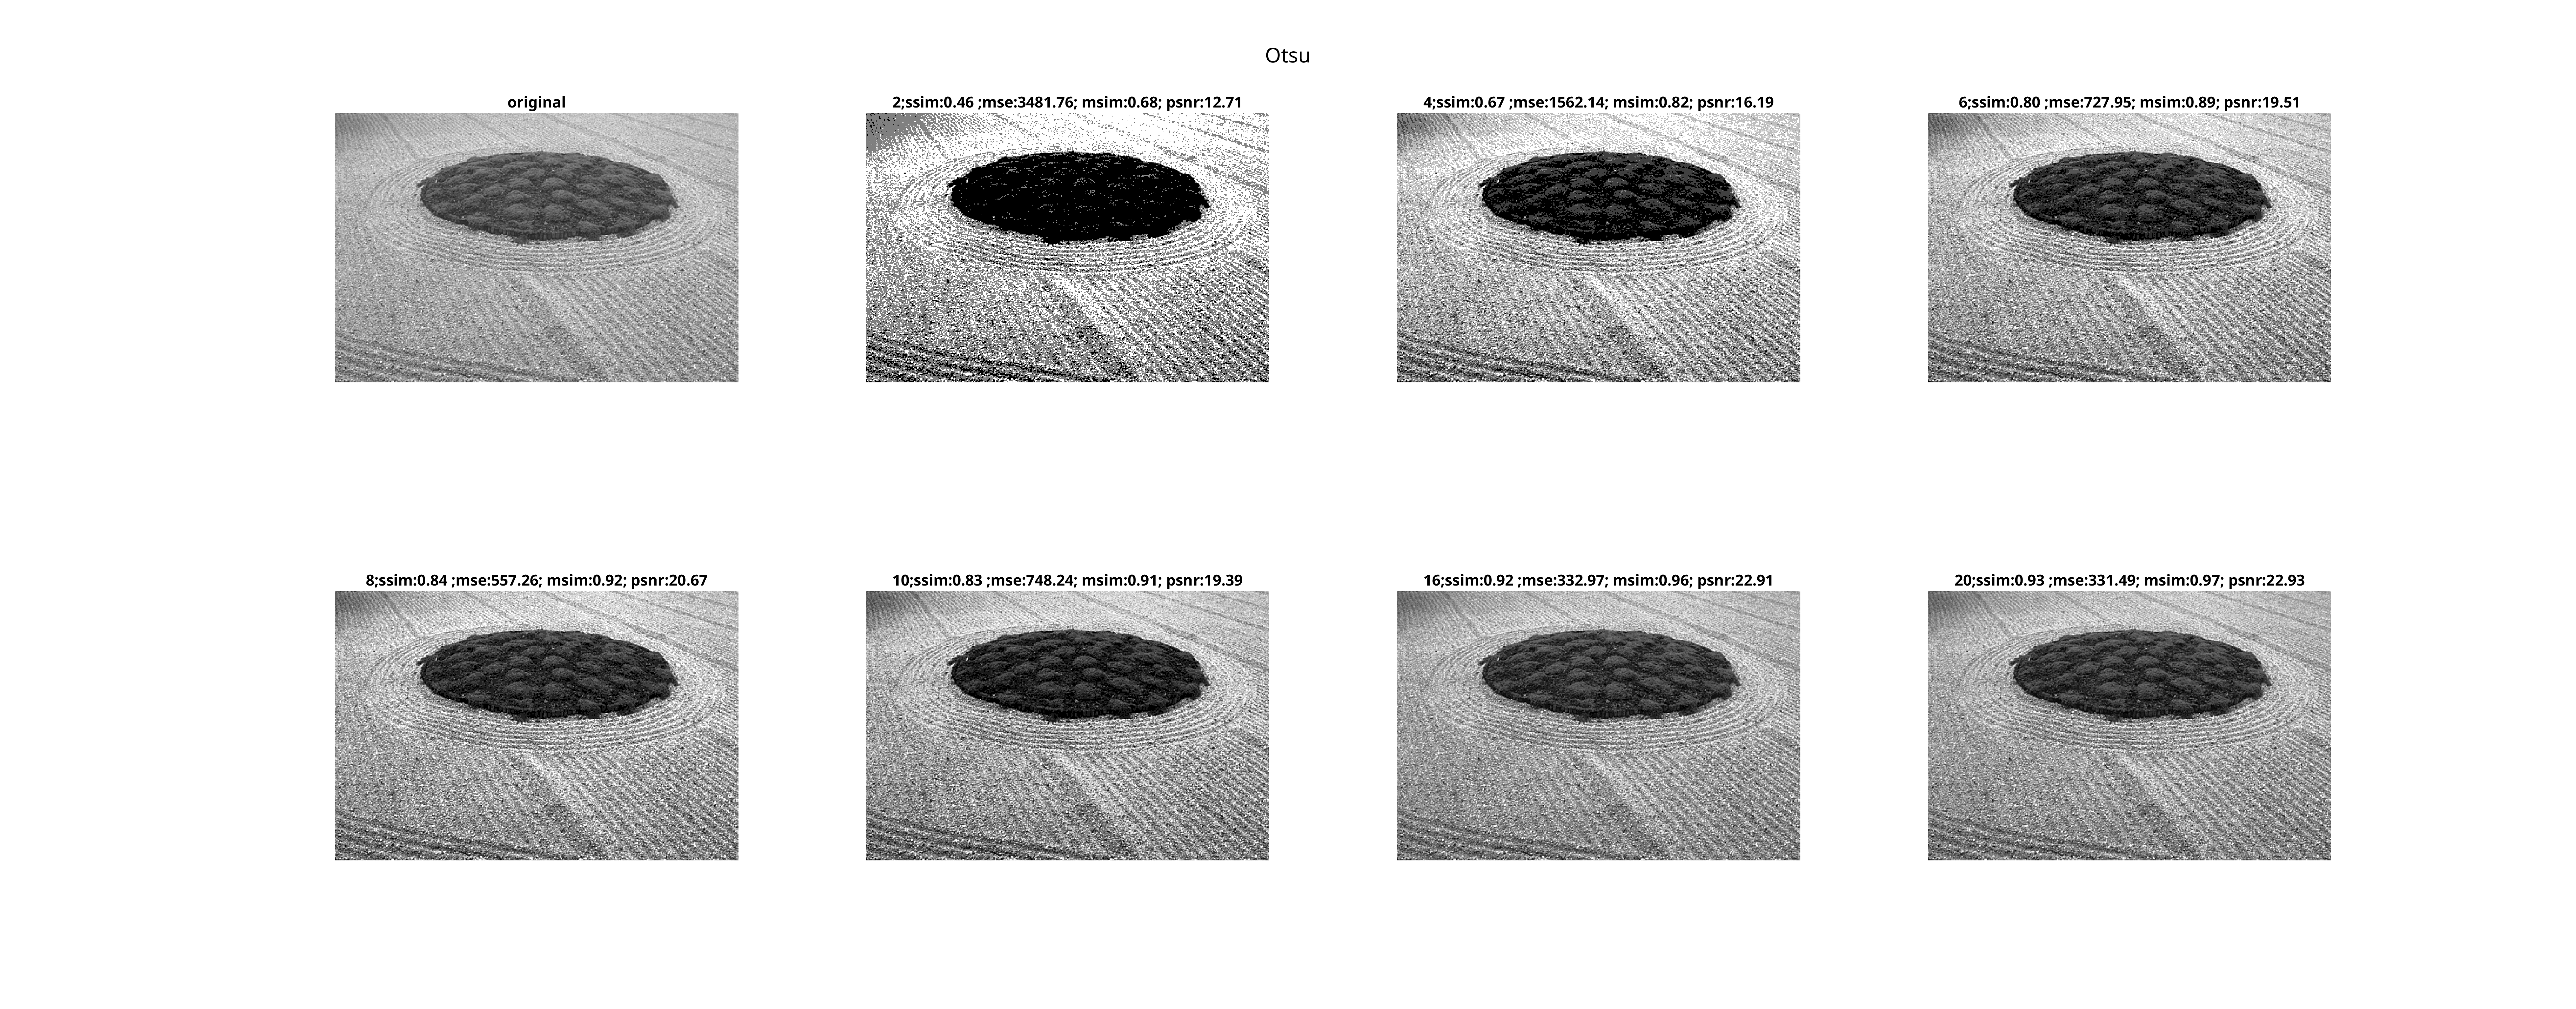 Otsu
original
2;ssim:0.46 ;mse:3481.76; msim:0.68; psnr:12.71
4;ssim:0.67 ;mse:1562.14; msim:0.82; psnr:16.19
6;ssim:0.80 ;mse:727.95; msim:0.89; psnr:19.51
8;ssim:0.84 ;mse:557.26; msim:0.92; psnr:20.67
10;ssim:0.83 ;mse:748.24; msim:0.91; psnr:19.39
16;ssim:0.92 ;mse:332.97; msim:0.96; psnr:22.91
20;ssim:0.93 ;mse:331.49; msim:0.97; psnr:22.93